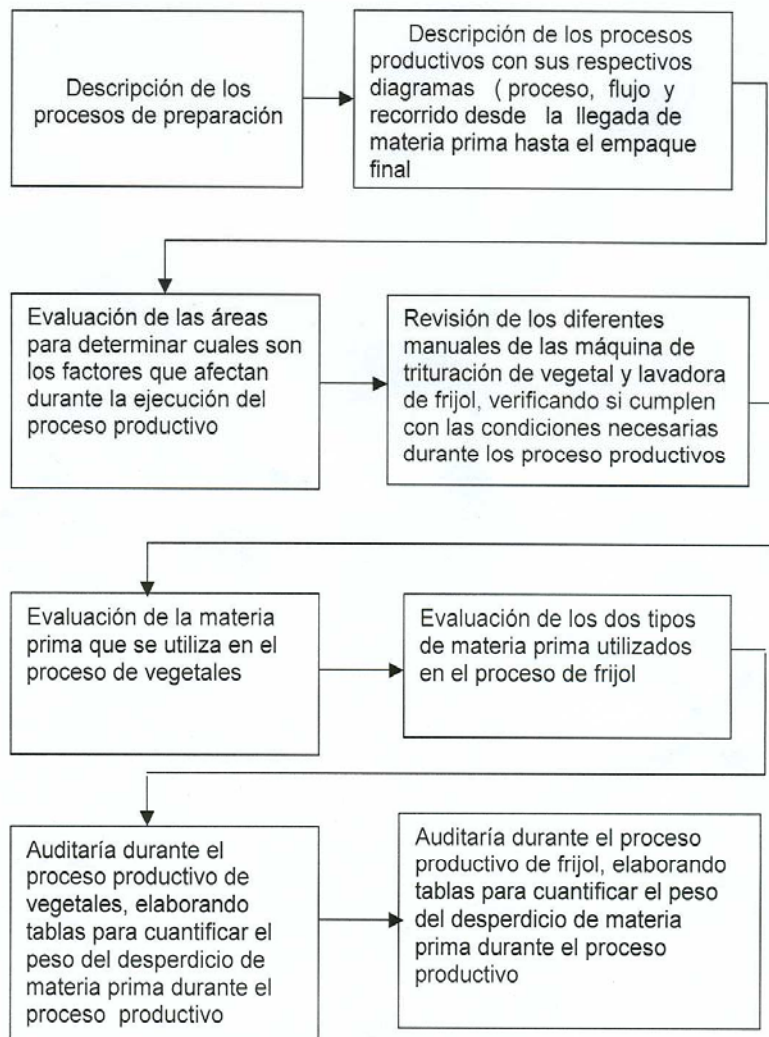 Descripción de los
procesos de preparación
Descripción de los procesos
productivos con sus respectivos
diagramas ( proceso, flujo y
recorrido desde la llegada de
materia prima hasta el empaque
final
Evaluación de las áreas
para determinar cuales son
los factores que afectan
durante la ejecución del
proceso productivo
Revisión de los diferentes
manuales de las máquina de
trituración de vegetal y lavadora
de frijol, verificando si cumplen
con las condiciones necesarias
durante los proceso productivos
Evaluación de la materia
prima que se utiliza en el
proceso de vegetales
Evaluación de los dos tipos
de materia prima utilizados
en el proceso de frijol
Auditaría durante el
proceso productivo de
vegetales, elaborando
tablas para cuantificar el
peso del desperdicio de
materia prima durante el
proceso productivo
Auditaría durante el proceso
productivo de frijol, elaborando
tablas para cuantificar el peso
del desperdicio de materia
prima durante el proceso
productivo